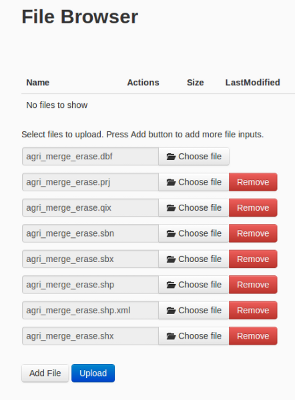 File Browser
Name Actions Size LastModified
No files to show
Select files to upload. Press Add button to add more file inputs.
agri_merge_erase.dbf Choose file
agri_merge_erase.prj Choose file Remove
agri_merge_erase.qix Choose file Remove
agri_merge_erase.sbn Choose file Remove
agri_merge_erase.sbx Choose file Remove
agri_merge_erase.shp Choose file Remove
agri_merge_erase.shp.xml Choose file Remove
agri_merge_erase.shx Choose file Remove
Add File Upload